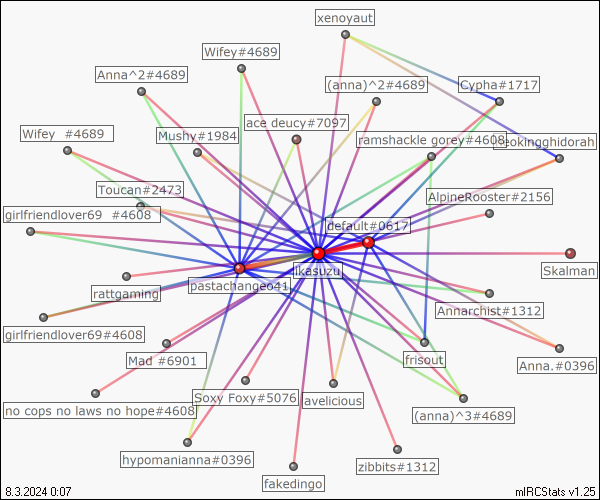 xenoyaut
Wifey#4689
Anna^2#4689
(anna)^2#4689
Cypha#1717
ace deucy#7097
Wifey  #4689
Mushy#1984
ramshackle gorey#4608
eokingghidorah
Toucan#2473
AlpineRooster#2156
girlfriendlover69  #4608
default#0617
ikasuzu
Skalman
rattgaming
pastachange641
Annarchist#1312
girlfriendlover69#4608
Mad #6901
frisout
Anna.#0396
no cops no laws no hope#4608
Soxy Foxy#5076
avelicious
(anna)^3#4689
hypomanianna#0396
zibbits#1312
fakedingo
8.3.2024 0:07
mIRCStats v1.25